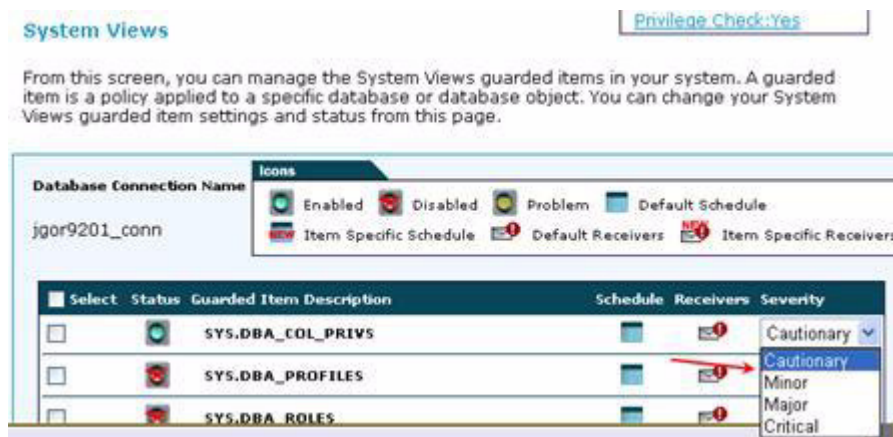 System Views
Privilege Check:Yes
From this screen, you can manage the System Views guarded items in your system. A guarded
item is a policy applied to a specific database or database object. You can change your System
Views guarded item settings and status from this page.
Database Connection Name
jgor9201_conn
Icons
Enabled Disabled Problem Default Schedule
NEW Item Specific Schedule Default Receivers NEW Item Specific Receivers
Select Status Guarded Item Description Schedule Receivers Severity
SYS.DBA_COL_PRIVS Cautionary
SYS.DBA_PROFILES
SYS.DBA_ROLES
Cautionary
Minor
Major
Critical